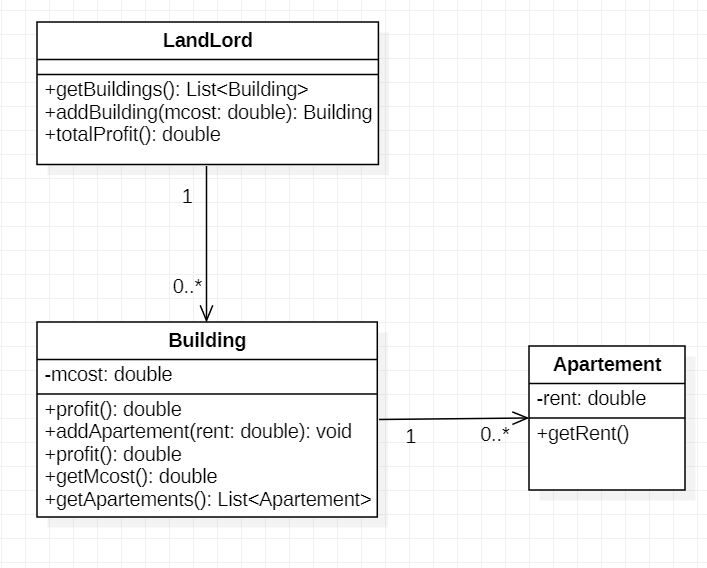 LandLord
+getBuildings(): List<Building>
+addBuilding(mcost: double): Building
+totalProfit(): double
1
0..*
Building
-mcost: double
+profit(): double
+addApartement(rent: double): void
+profit(): double
+getMcost(): double
+getApartements(): List<Apartement>
1
0..*
Apartement
-rent: double
+getRent()